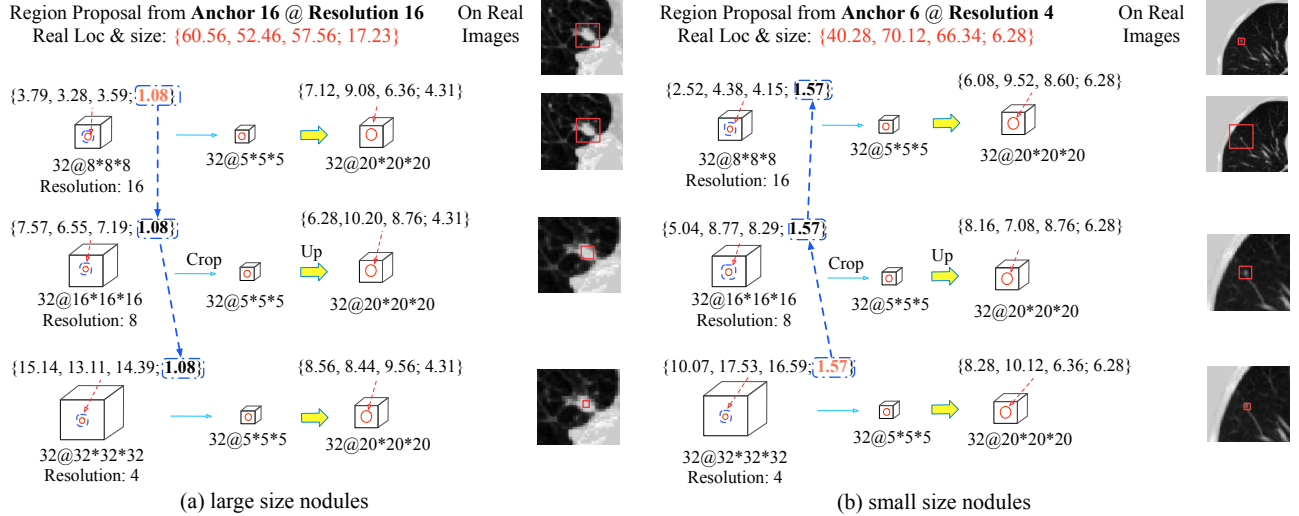 Region Proposal from Anchor 16 @ Resolution 16
Real Loc & size: {60.56, 52.46, 57.56; 17.23}
On Real
Images
{3.79, 3.28, 3.59; 1.08}
{7.12, 9.08, 6.36; 4.31}
32@8*8*8
Resolution: 16
32@5*5*5
32@20*20*20
{7.57, 6.55, 7.19; 1.08}
{6.28,10.20, 8.76; 4.31}
Crop
Up
32@16*16*16
Resolution: 8
32@5*5*5
32@20*20*20
{15.14, 13.11, 14.39; 1.08}
{8.56, 8.44, 9.56; 4.31}
32@32*32*32
Resolution: 4
32@5*5*5
32@20*20*20
(a) large size nodules
Region Proposal from Anchor 6 @ Resolution 4
Real Loc & size: {40.28, 70.12, 66.34; 6.28}
On Real
Images
{2.52, 4.38, 4.15; 1.57}
{6.08, 9.52, 8.60; 6.28}
32@8*8*8
Resolution: 16
32@5*5*5
32@20*20*20
{5.04, 8.77, 8.29; 1.57}
{8.16, 7.08, 8.76; 6.28}
Crop
Up
32@16*16*16
Resolution: 8
32@5*5*5
32@20*20*20
{10.07, 17.53, 16.59; 1.57}
{8.28, 10.12, 6.36; 6.28}
32@32*32*32
Resolution: 4
32@5*5*5
32@20*20*20
(b) small size nodules